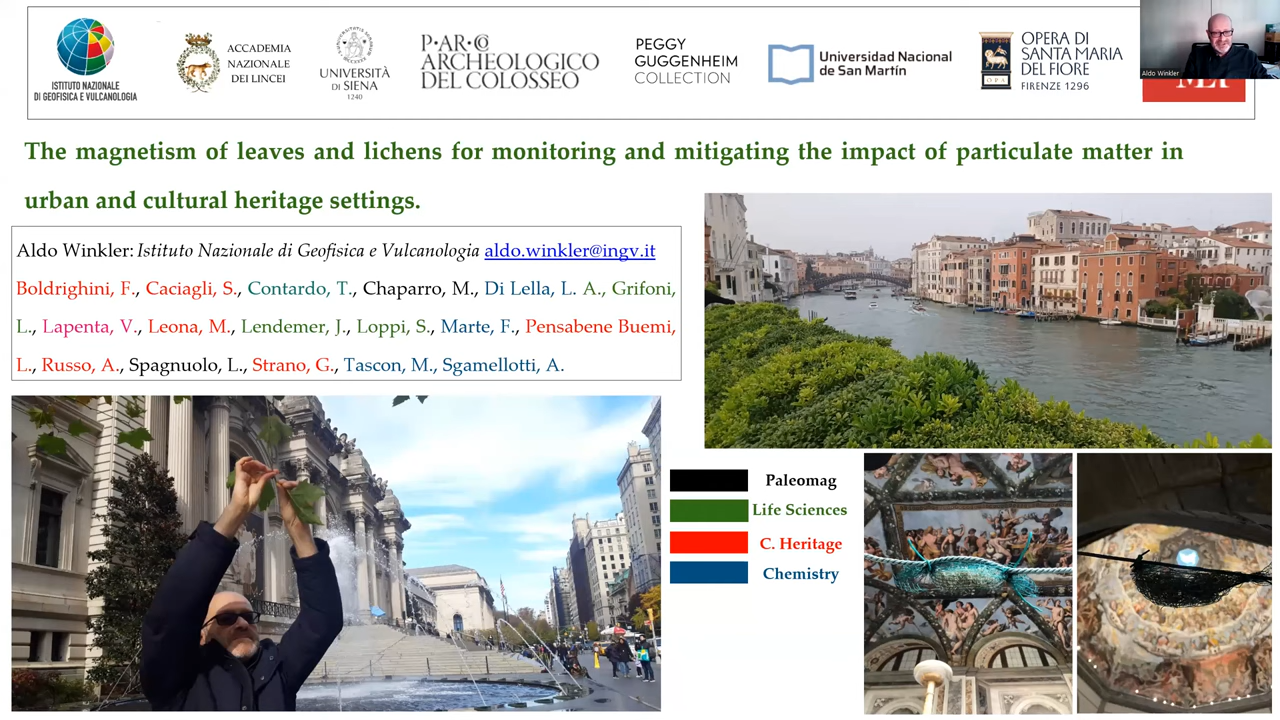 ISTITUTO NAZIONALE
DI GEOFISICA E VULCANOLOGIA
ACCADEMIA
NAZIONALE
DEI LINCEI
UNIVERSITÀ
DI SIENA
1240
P·AR·CO
ARCHEOLOGICO
DEL COLOSSEO
PEGGY
GUGGENHEIM
COLLECTION
Universidad Nacional
de San Martín
OPA
OPERA DI
SANTA MARIA
DEL FIORE
FIRENZE 1296
Aldo Winkler
The magnetism of leaves and lichens for monitoring and mitigating the impact of particulate matter in
urban and cultural heritage settings.
Aldo Winkler: Istituto Nazionale di Geofisica e Vulcanologia aldo.winkler@ingv.it
Boldrighini, F., Caciagli, S., Contardo, T., Chaparro, M., Di Lella, L. A., Grifoni,
L., Lapenta, V., Leona, M., Lendemer, J., Loppi, S., Marte, F., Pensabene Buemi,
L., Russo, A., Spagnuolo, L., Strano, G., Tascon, M., Sgamellotti, A.
Paleomag
Life Sciences
C. Heritage
Chemistry